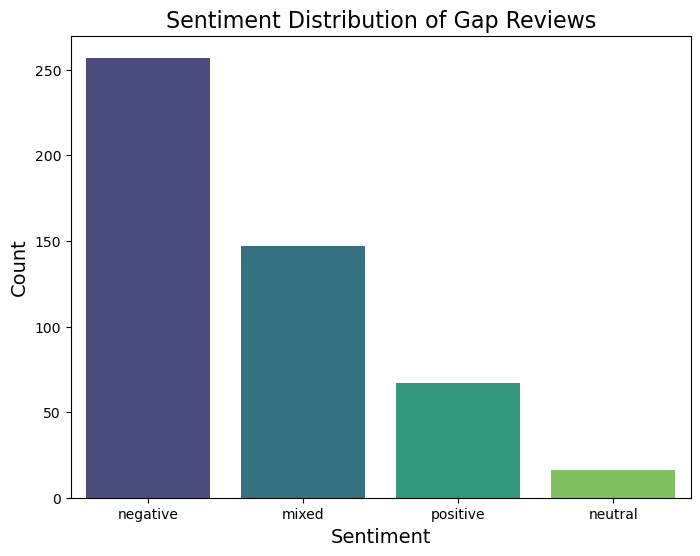 Sentiment Distribution of Gap Reviews
250
200
150
100
50
0
Count
negative mixed positive neutral
Sentiment